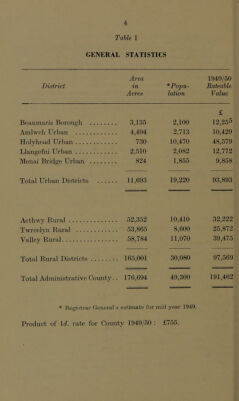 4
Table 1
GENERAL STATISTICS
Area 1949/50
District in *Popu- Rateable
Acres lation Value
£
Beaumaris Borough ........ 3,135 2,100 12,255
Amlwch Urban ............ 4,494 2,713 10,429
Holyhead Urban .......... 730 10,470 48,579
Llangefni Urban .......... 2,510 2,082 12,772
Menai Bridge Urban ........ 824 1,855 9,858
Total Urban Districts ...... 11,693 19,220 93,893
Aethwy Rural ............. 52,352 10,410 32,222
Twrcelyn Rural ........... 53,865 8,600 25,872
Valley Rural .............. 58,784 11,070 39,475
Total Rural Districts ........ 165,001 30,080 97,569
Total Administrative County.. 176,694 49,300 191,462
* Registrar General's estimate for mid year 1949.
Product of 1d. rate for County 1949/50: £755.